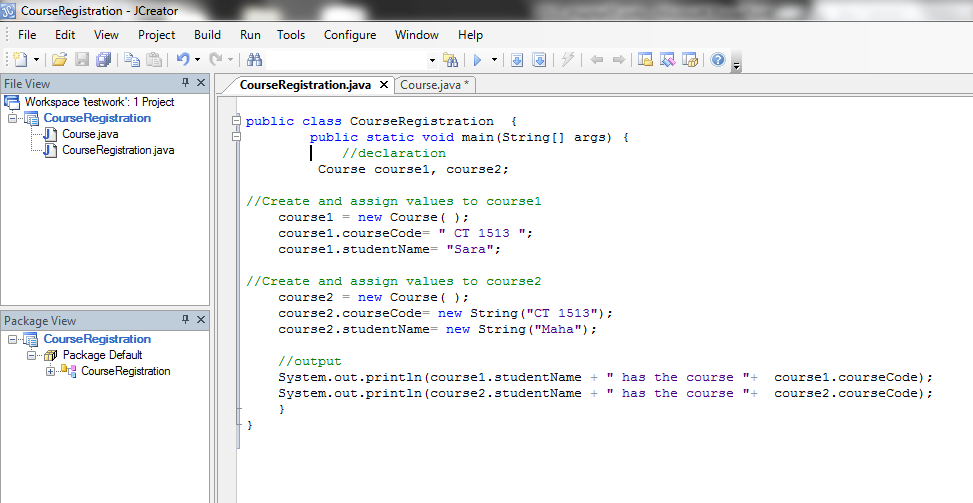 CourseRegistration - JCreator
File Edit View Project Build Run Tools Configure Window Help
File View
Workspace 'testwork': 1 Project
CourseRegistration
Course.java
CourseRegistration.java
Package View
CourseRegistration
Package Default
CourseRegistration
CourseRegistration.java Course.java *
public class CourseRegistration {
public static void main(String[] args) {
//declaration
Course course1, course2;
//Create and assign values to course1
course1 = new Course( );
course1.courseCode= " CT 1513 ";
course1.studentName= "Sara";
//Create and assign values to course2
course2 = new Course( );
course2.courseCode= new String("CT 1513");
course2.studentName= new String("Maha");
//output
System.out.println(course1.studentName + " has the course "+ course1.courseCode);
System.out.println(course2.studentName + " has the course "+ course2.courseCode);
}
}